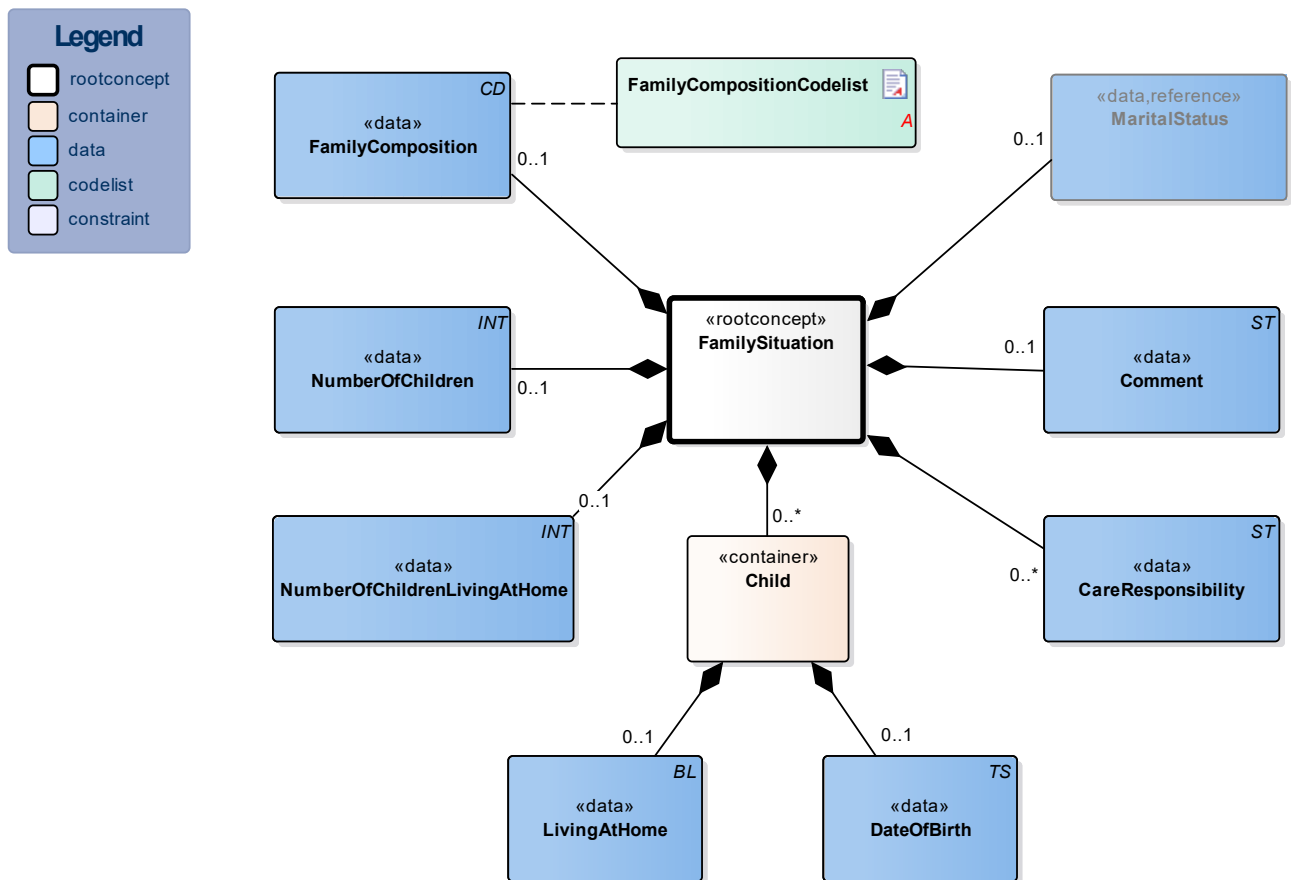 Legend
rootconcept
container
data
codelist
constraint
CD
«data»
FamilyComposition
0..1
FamilyCompositionCodelist
A
«data,reference»
MaritalStatus
0..1
INT
«data»
NumberOfChildren
0..1
«rootconcept»
FamilySituation
ST
«data»
Comment
0..1
INT
«data»
NumberOfChildrenLivingAtHome
0..1
0..*
«container»
Child
ST
«data»
CareResponsibility
0..*
0..1
BL
«data»
LivingAtHome
0..1
TS
«data»
DateOfBirth